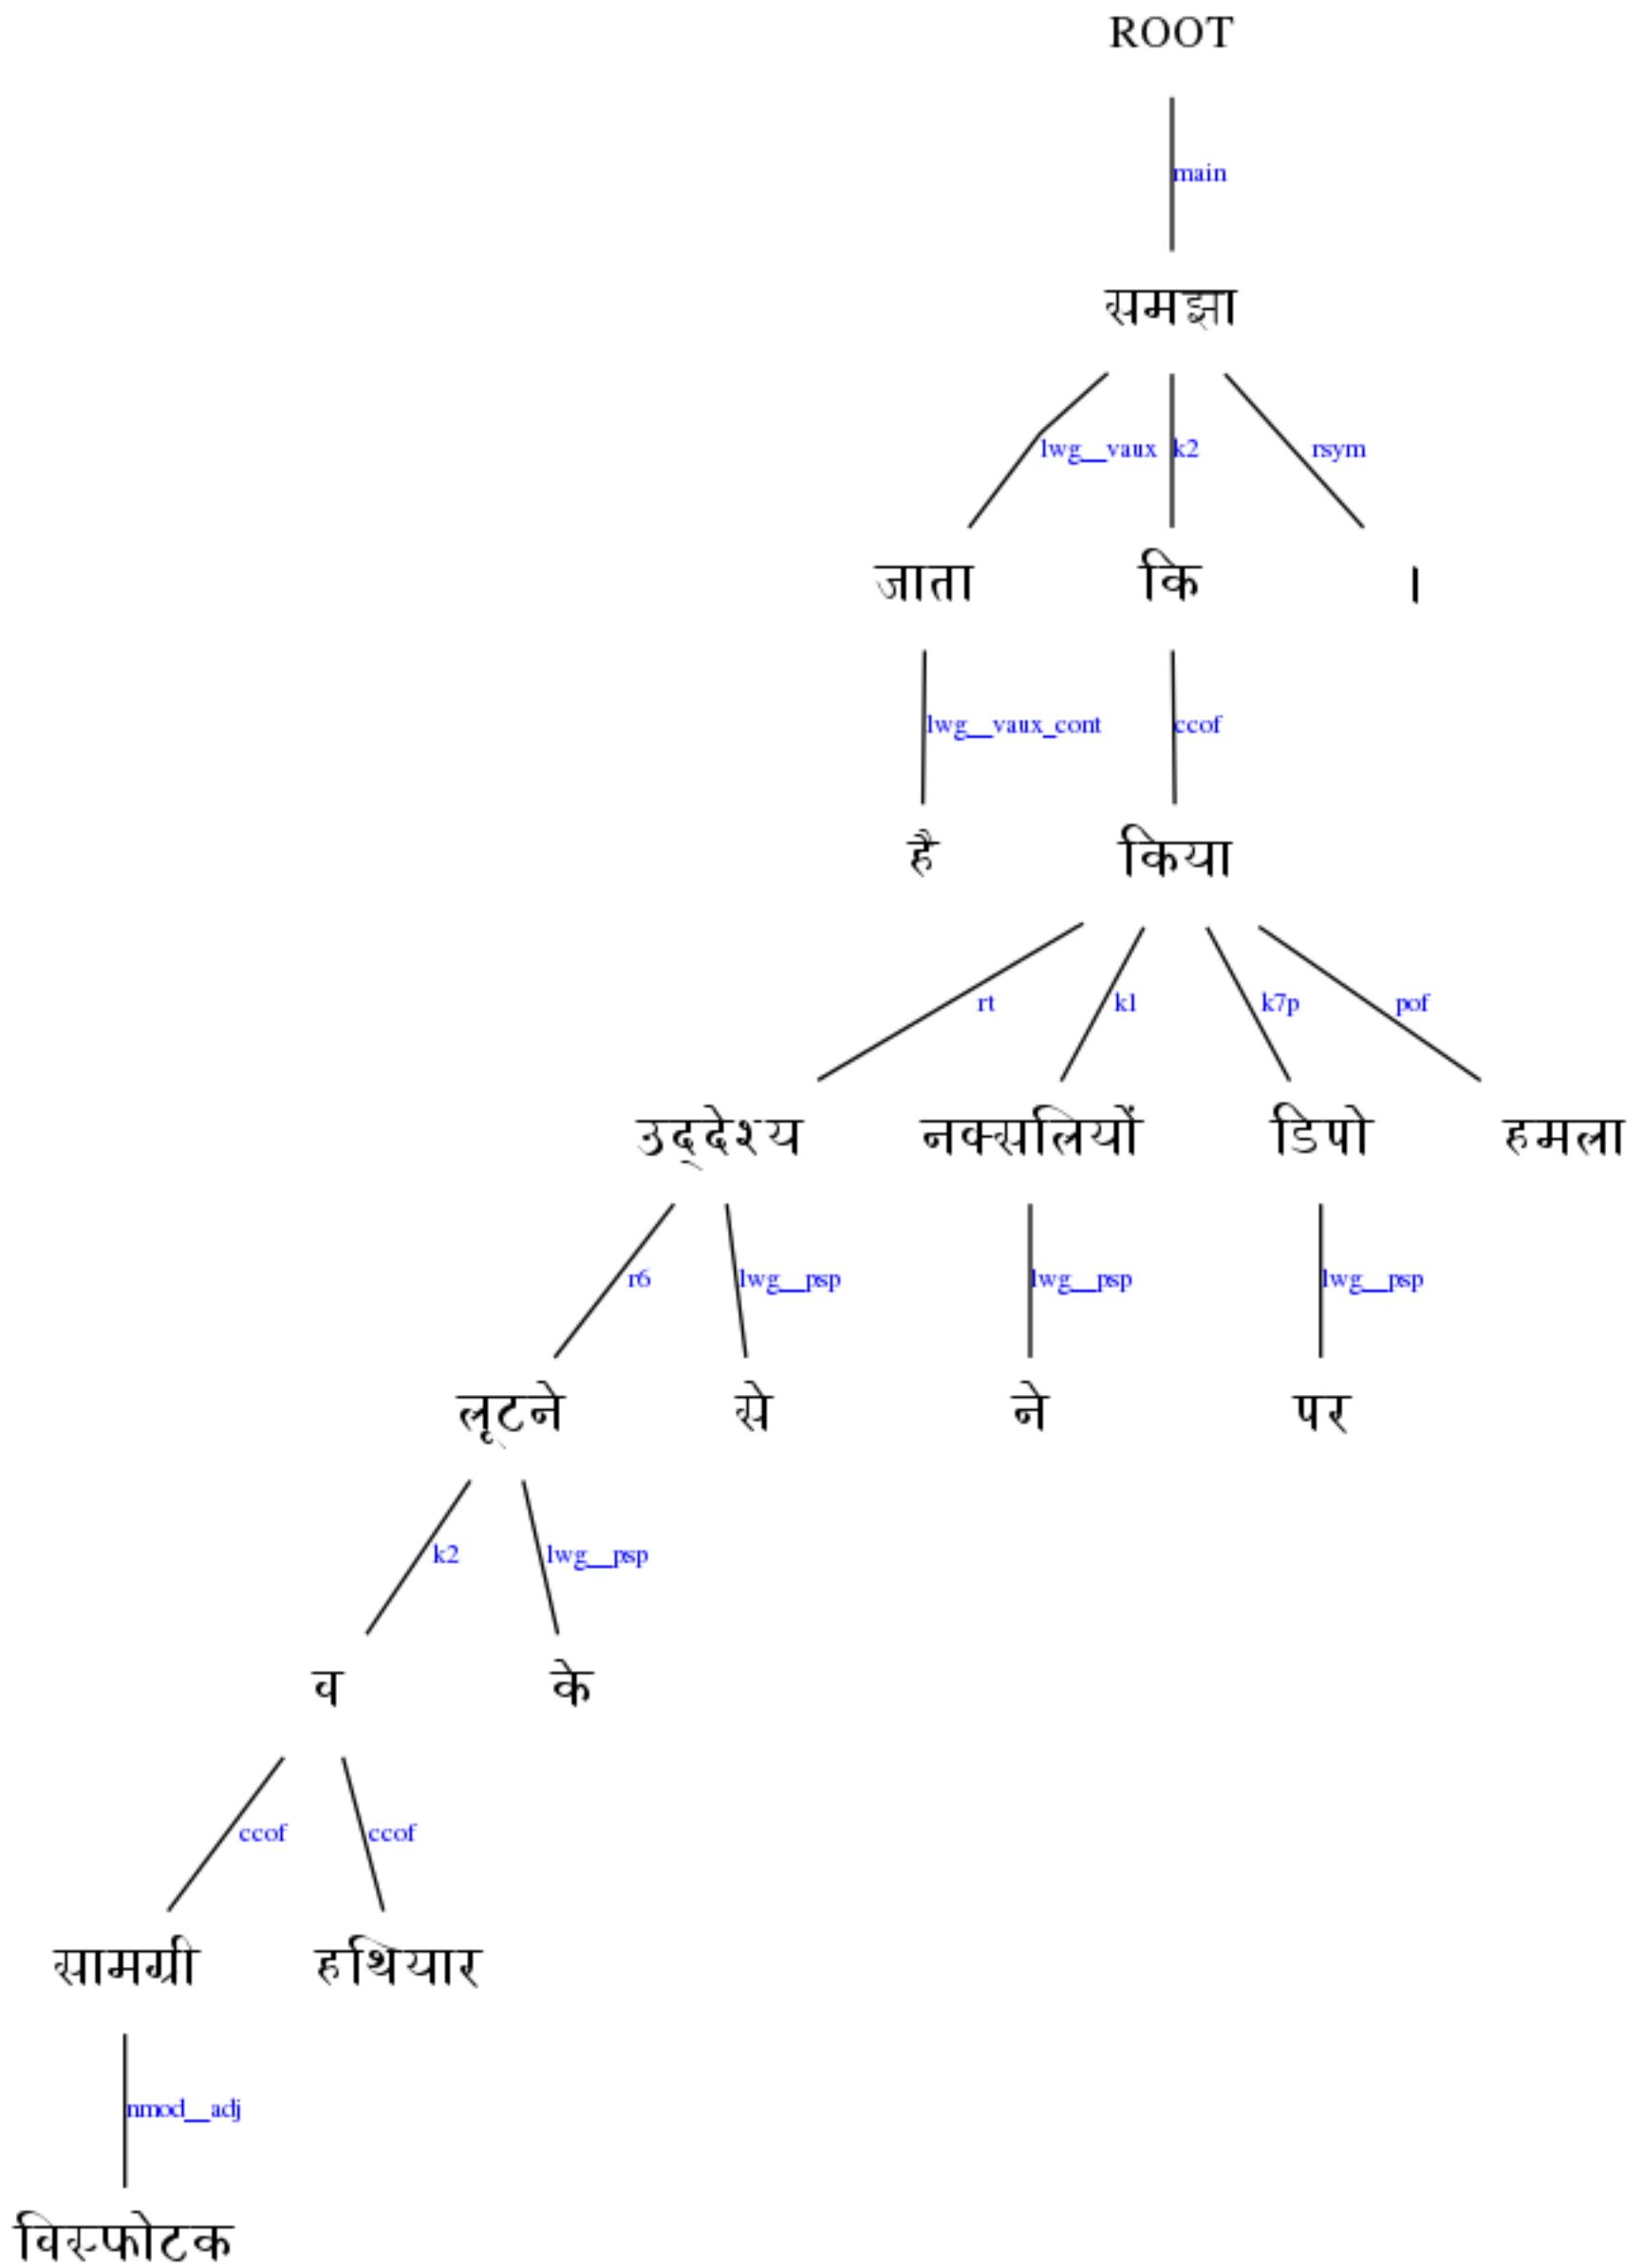 ROOT
main
समझा
lwg__vaux k2 rsym
जाता कि ।
lwg__vaux_cont ccof
है किया
rt k1 k7p pof
उद्देश्य नक्सलियों डिपो हमला
r6 lwg__psp lwg__psp lwg__psp
लूटने से ने पर
k2 lwg__psp
व के
ccof ccof
सामग्री हथियार
nmod__adj
विस्फोटक